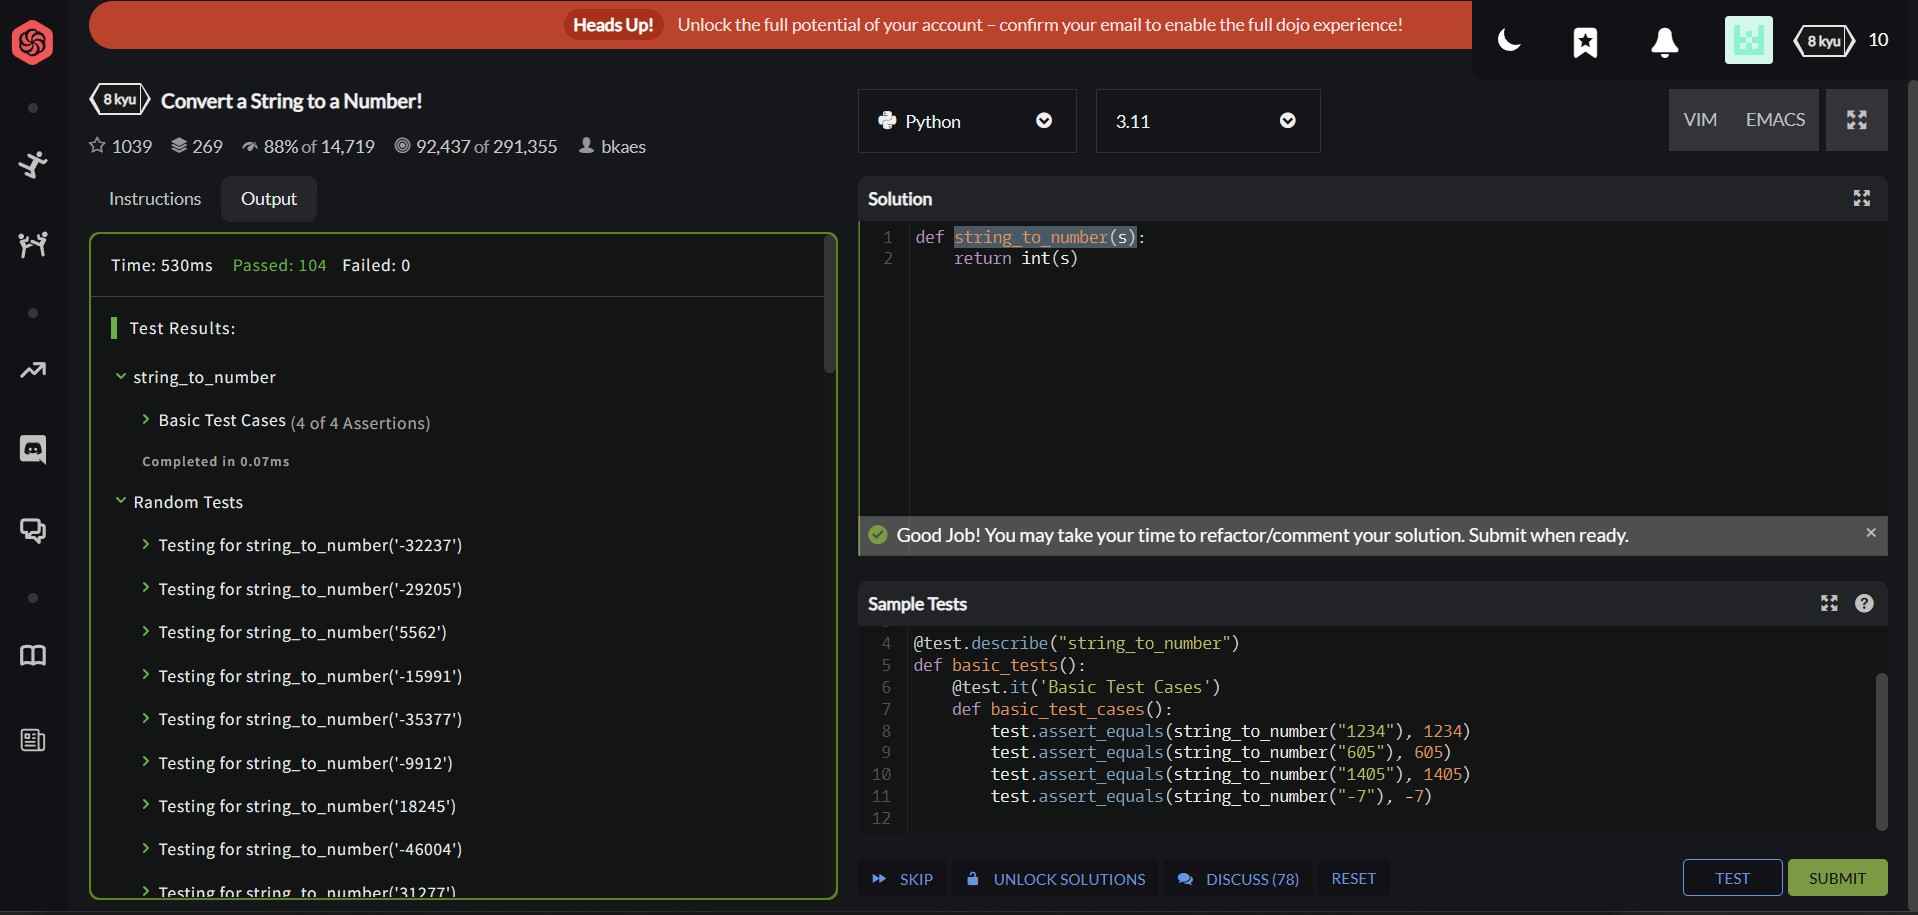 Heads Up! Unlock the full potential of your account – confirm your email to enable the full dojo experience!
8 kyu 10
8 kyu Convert a String to a Number!
1039 269 88% of 14,719 92,437 of 291,355 bkaes
Python
3.11
VIM EMACS
Instructions Output
Time: 530ms Passed: 104 Failed: 0
Test Results:
string_to_number
Basic Test Cases (4 of 4 Assertions)
Completed in 0.07ms
Random Tests
Testing for string_to_number('-32237')
Testing for string_to_number('-29205')
Testing for string_to_number('5562')
Testing for string_to_number('-15991')
Testing for string_to_number('-35377')
Testing for string_to_number('-9912')
Testing for string_to_number('18245')
Testing for string_to_number('-46004')
Testing for string_to_number('31277')
Solution
1 def string_to_number(s):
2     return int(s)
Good Job! You may take your time to refactor/comment your solution. Submit when ready. ×
Sample Tests ?
4 @test.describe("string_to_number")
5 def basic_tests():
6     @test.it('Basic Test Cases')
7     def basic_test_cases():
8         test.assert_equals(string_to_number("1234"), 1234)
9         test.assert_equals(string_to_number("605"), 605)
10         test.assert_equals(string_to_number("1405"), 1405)
11         test.assert_equals(string_to_number("-7"), -7)
12
SKIP UNLOCK SOLUTIONS DISCUSS (78) RESET TEST SUBMIT